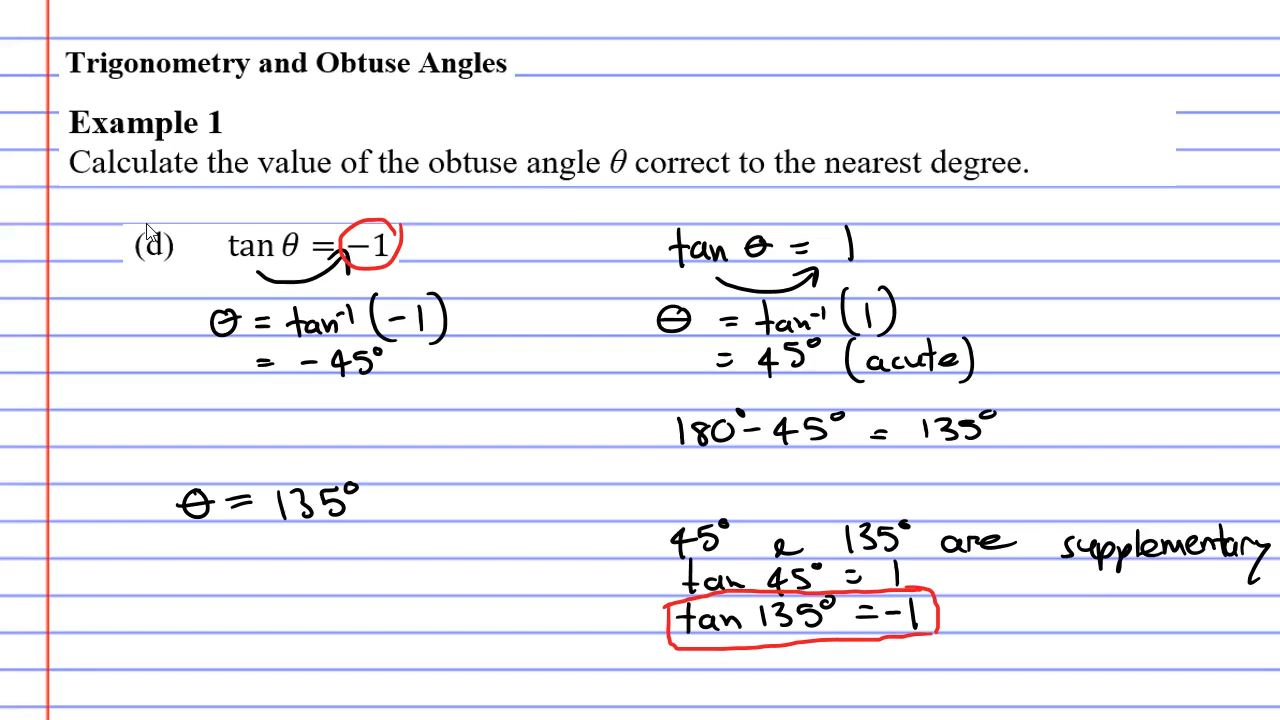 Trigonometry and Obtuse Angles
Example 1
Calculate the value of the obtuse angle θ correct to the nearest degree.
(d) tan θ = −1
θ = tan⁻¹ (−1)
= −45°
θ = 135°
tan θ = 1
θ = tan⁻¹ (1)
= 45° (acute)
180° − 45° = 135°
45° & 135° are supplementary
tan 45° = 1
tan 135° = −1